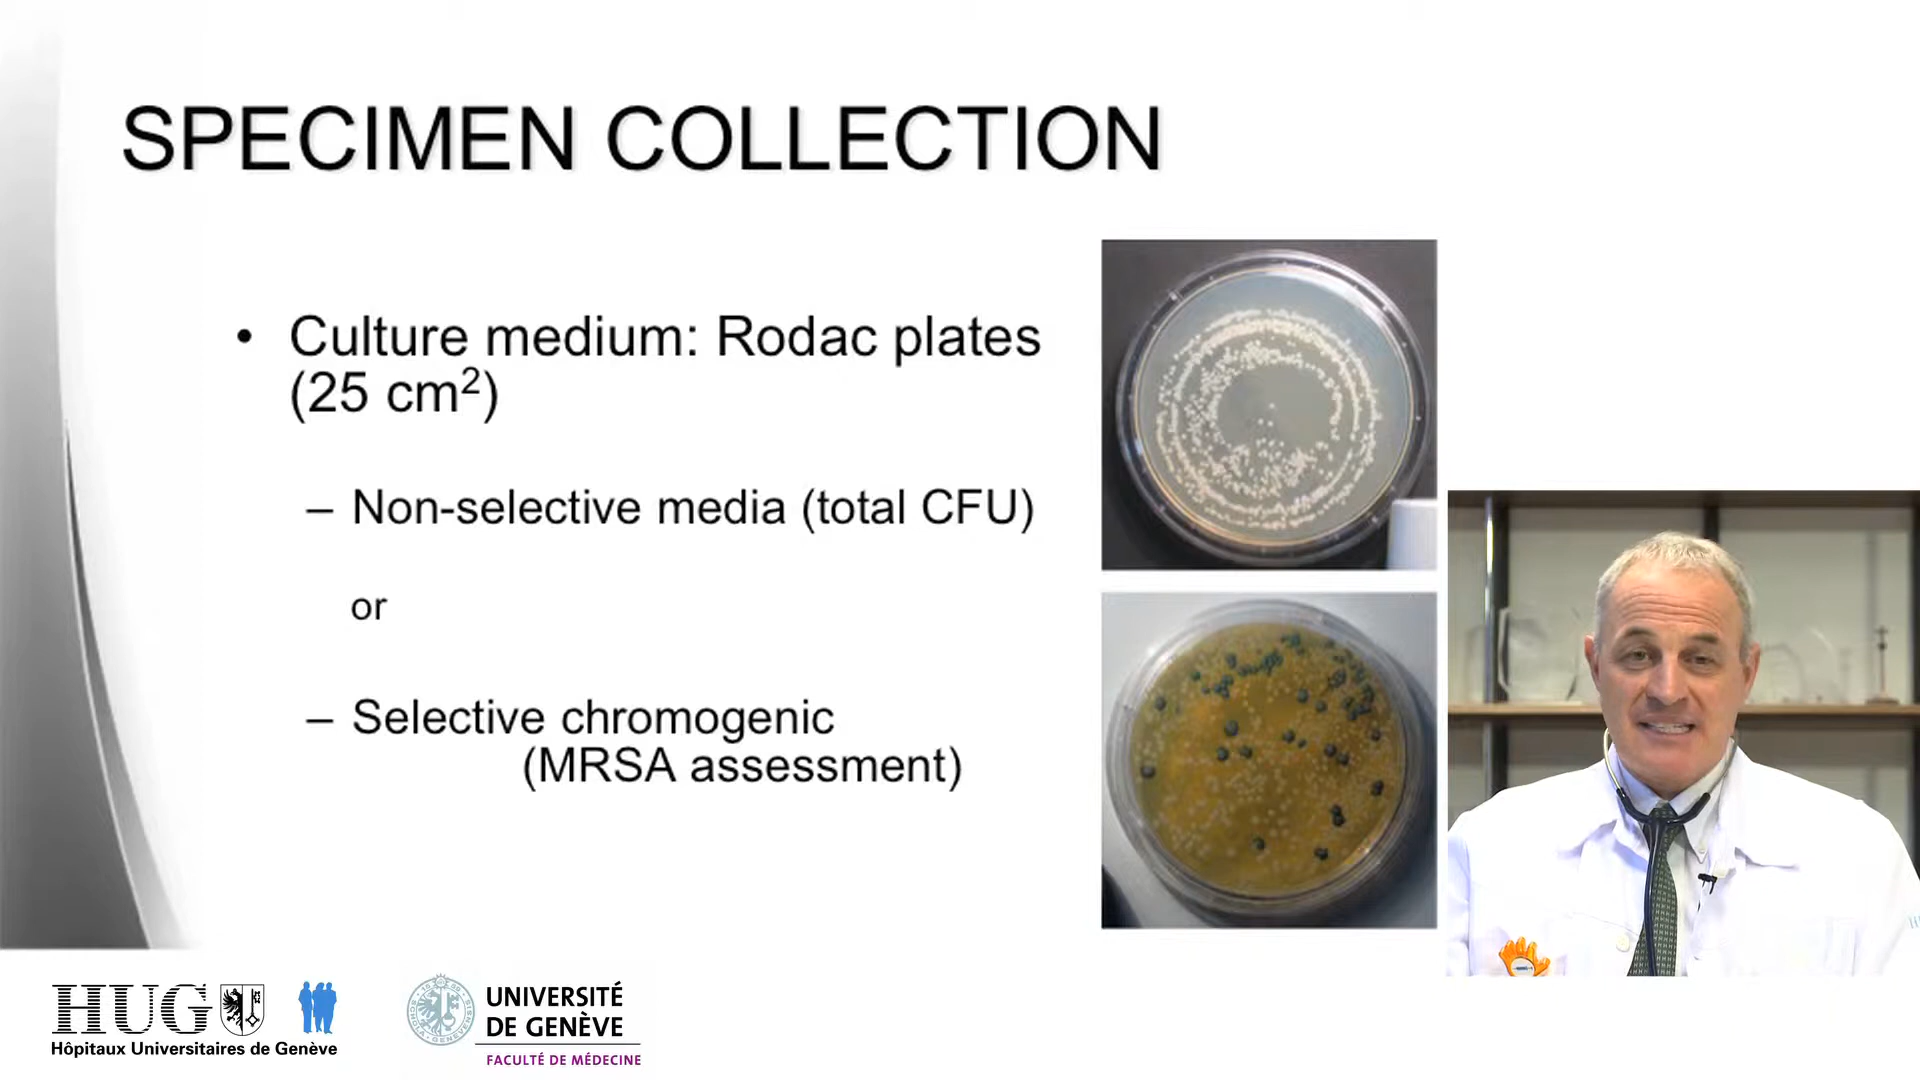 SPECIMEN COLLECTION
• Culture medium: Rodac plates
(25 cm²)
– Non-selective media (total CFU)
or
– Selective chromogenic
(MRSA assessment)
HUG
Hôpitaux Universitaires de Genève
UNIVERSITÉ
DE GENÈVE
FACULTÉ DE MÉDECINE